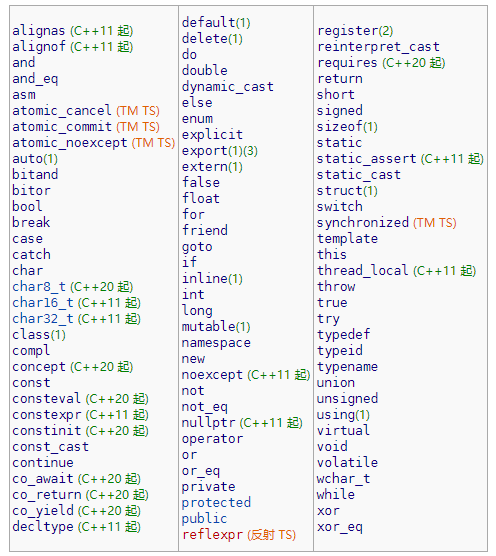 alignas (C++11 起)
alignof (C++11 起)
and
and_eq
asm
atomic_cancel (TM TS)
atomic_commit (TM TS)
atomic_noexcept (TM TS)
auto(1)
bitand
bitor
bool
break
case
catch
char
char8_t (C++20 起)
char16_t (C++11 起)
char32_t (C++11 起)
class(1)
compl
concept (C++20 起)
const
consteval (C++20 起)
constexpr (C++11 起)
constinit (C++20 起)
const_cast
continue
co_await (C++20 起)
co_return (C++20 起)
co_yield (C++20 起)
decltype (C++11 起)
default(1)
delete(1)
do
double
dynamic_cast
else
enum
explicit
export(1)(3)
extern(1)
false
float
for
friend
goto
if
inline(1)
int
long
mutable(1)
namespace
new
noexcept (C++11 起)
not
not_eq
nullptr (C++11 起)
operator
or
or_eq
private
protected
public
reflexpr (反射 TS)
register(2)
reinterpret_cast
requires (C++20 起)
return
short
signed
sizeof(1)
static
static_assert (C++11 起)
static_cast
struct(1)
switch
synchronized (TM TS)
template
this
thread_local (C++11 起)
throw
true
try
typedef
typeid
typename
union
unsigned
using(1)
virtual
void
volatile
wchar_t
while
xor
xor_eq